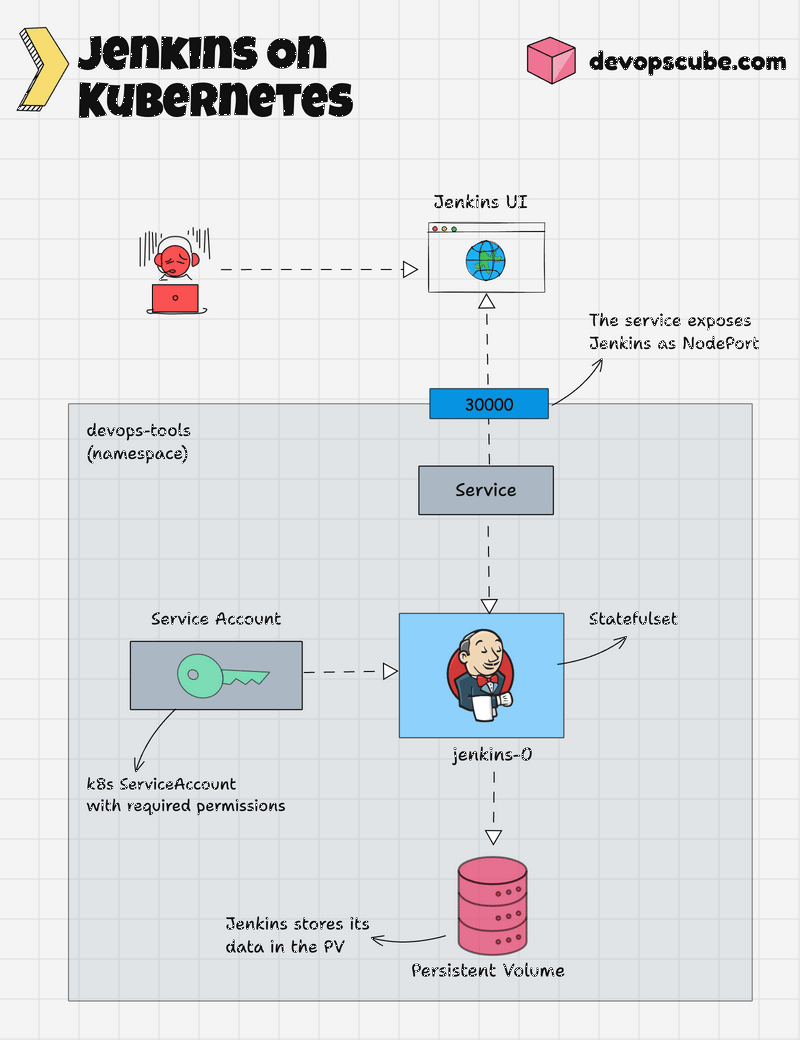 Jenkins on
Kubernetes
devopscube.com
Jenkins UI
The service exposes
Jenkins as NodePort
30000
devops-tools
(namespace)
Service
Service Account
Statefulset
jenkins-0
k8s ServiceAccount
with required permissions
Jenkins stores its
data in the PV
Persistent Volume